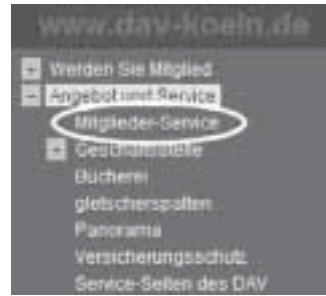 www.dav-koeln.de
+ Werden Sie Mitglied
- Angebot und Service
Mitglieder-Service
+ Geschäftsstelle
Bücherei
gletscherspalten
Panorama
Versicherungsschutz
Service-Seiten des DAV